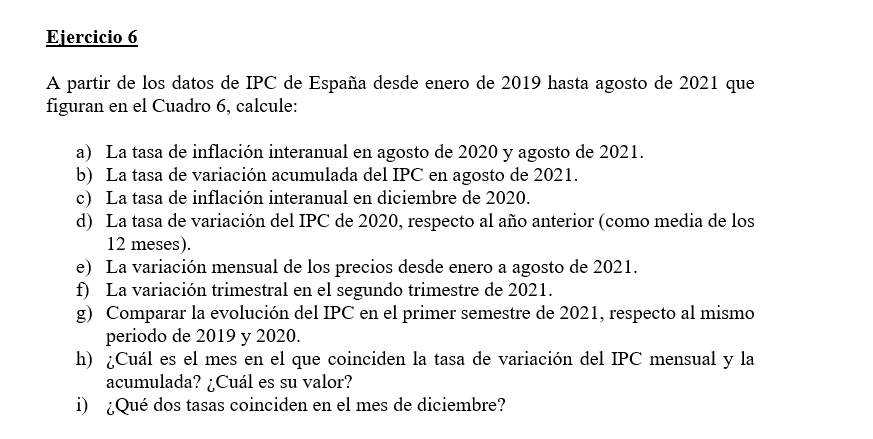 Ejercicio 6
A partir de los datos de IPC de España desde enero de 2019 hasta agosto de 2021 que
figuran en el Cuadro 6, calcule:
a) La tasa de inflación interanual en agosto de 2020 y agosto de 2021.
b) La tasa de variación acumulada del IPC en agosto de 2021.
c) La tasa de inflación interanual en diciembre de 2020.
d) La tasa de variación del IPC de 2020, respecto al año anterior (como media de los
12 meses).
e) La variación mensual de los precios desde enero a agosto de 2021.
f) La variación trimestral en el segundo trimestre de 2021.
g) Comparar la evolución del IPC en el primer semestre de 2021, respecto al mismo
periodo de 2019 y 2020.
h) ¿Cuál es el mes en el que coinciden la tasa de variación del IPC mensual y la
acumulada? ¿Cuál es su valor?
i) ¿Qué dos tasas coinciden en el mes de diciembre?